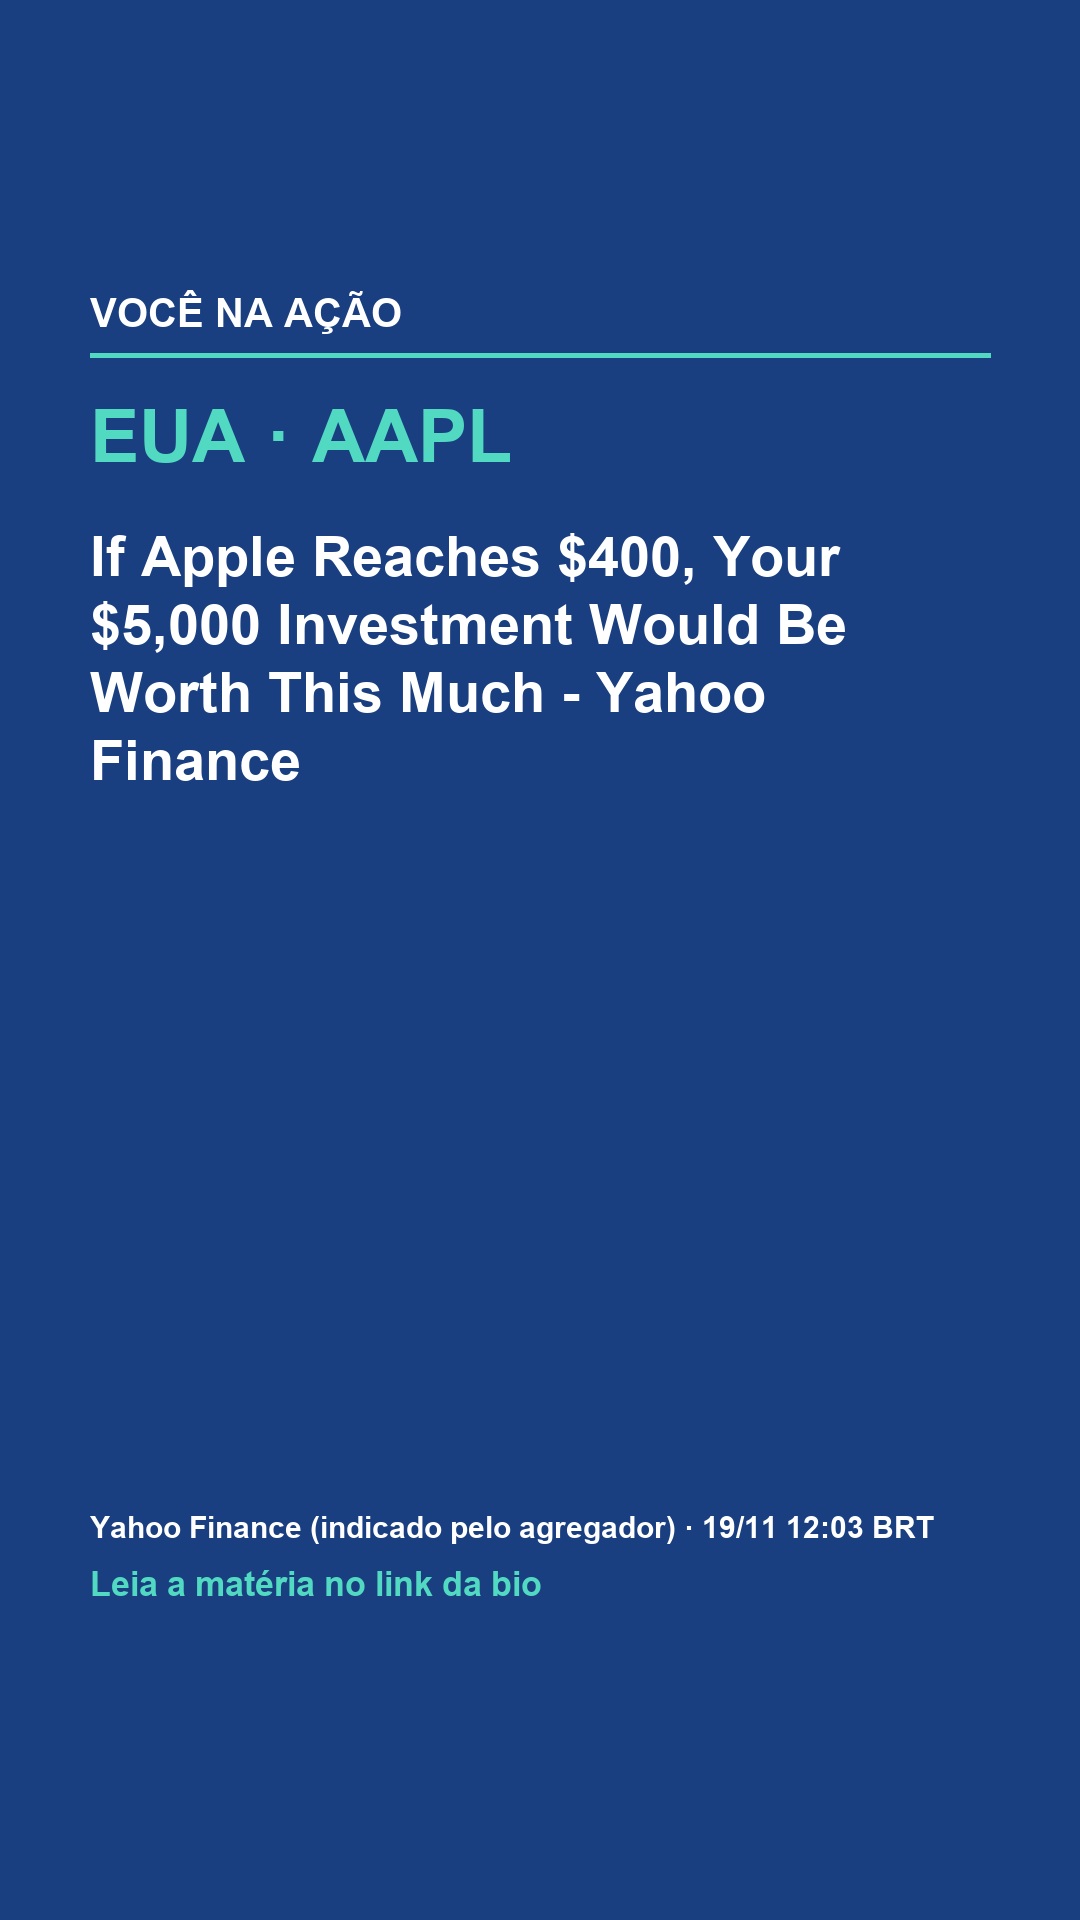 VOCÊ NA AÇÃO
EUA · AAPL
If Apple Reaches $400, Your
$5,000 Investment Would Be
Worth This Much - Yahoo
Finance
Yahoo Finance (indicado pelo agregador) · 19/11 12:03 BRT
Leia a matéria no link da bio